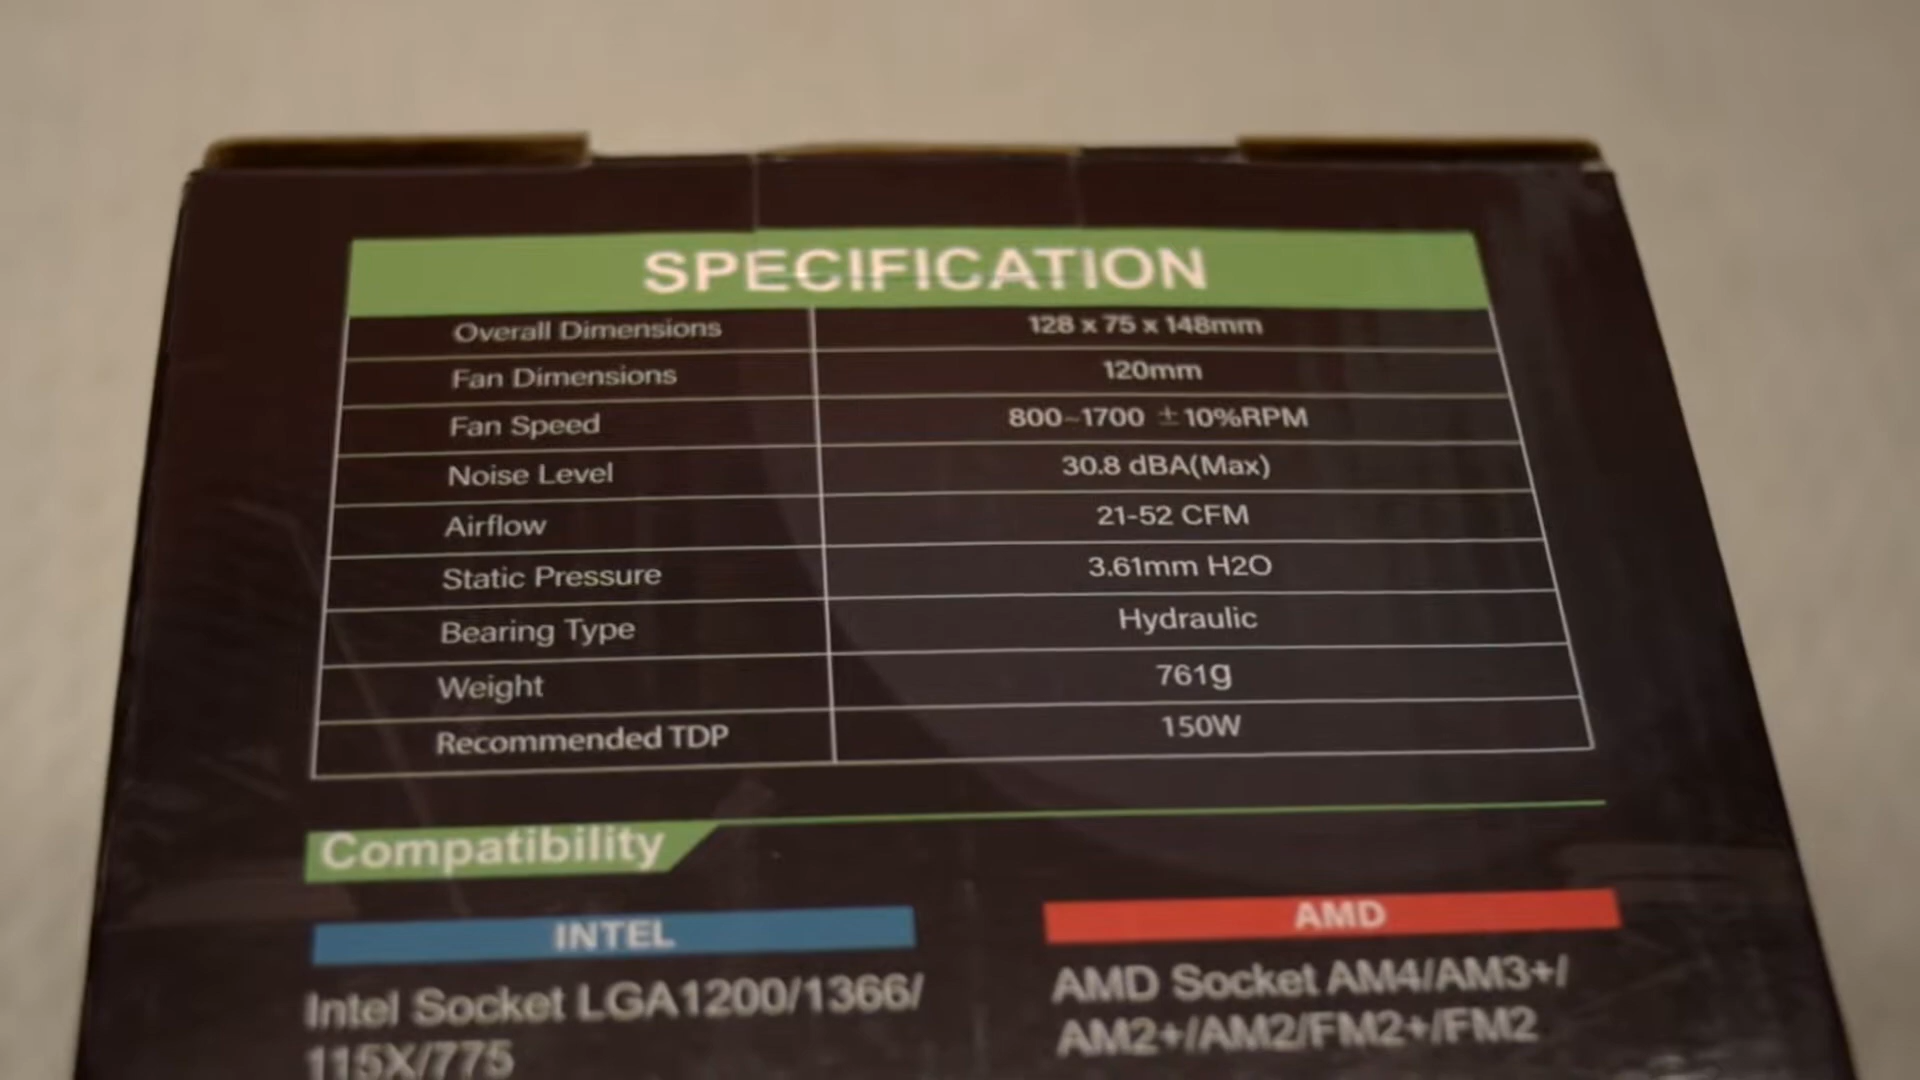 SPECIFICATION
Overall Dimensions 128 x 75 x 148mm
Fan Dimensions 120mm
Fan Speed 800~1700 ±10%RPM
Noise Level 30.8 dBA(Max)
Airflow 21-52 CFM
Static Pressure 3.61mm H2O
Bearing Type Hydraulic
Weight 761g
Recommended TDP 150W
Compatibility
INTEL
Intel Socket LGA1200/1366/
115X/775
AMD
AMD Socket AM4/AM3+/
AM2+/AM2/FM2+/FM2